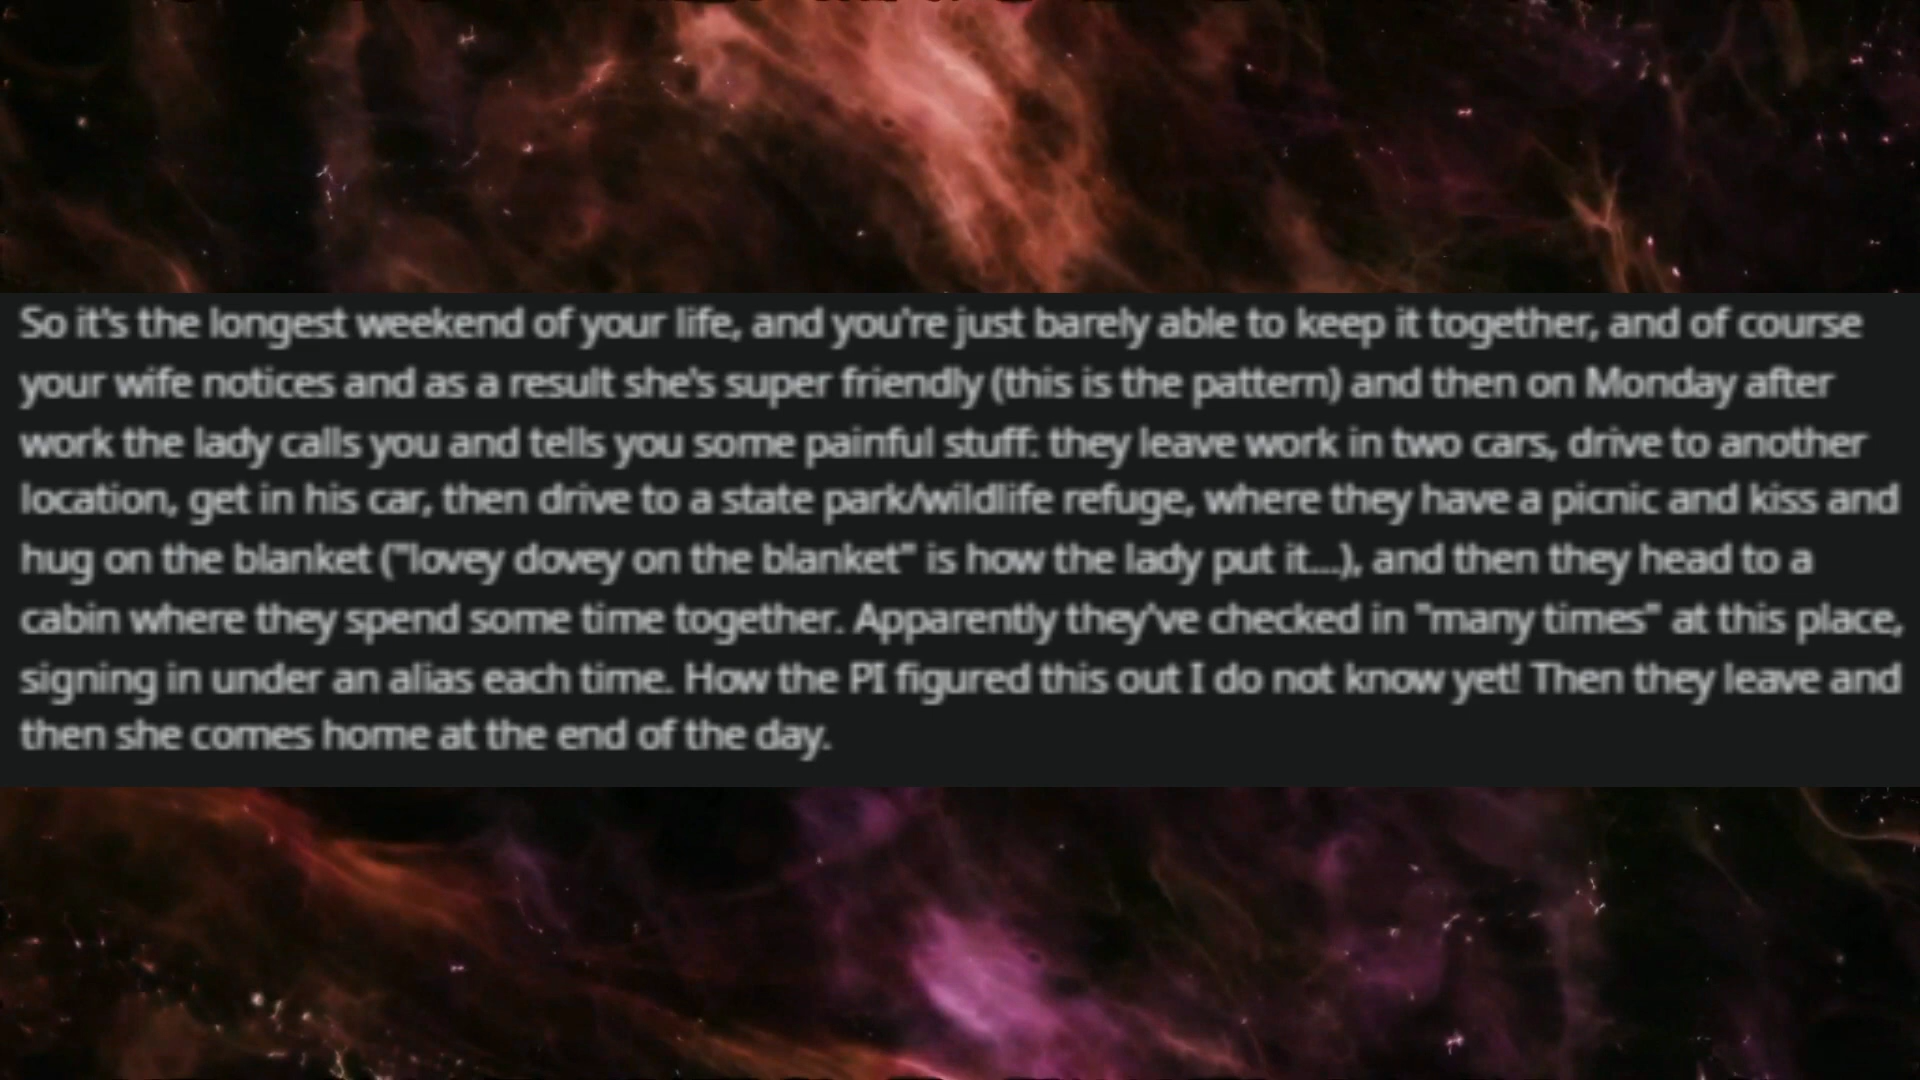 So it's the longest weekend of your life, and you're just barely able to keep it together, and of course
your wife notices and as a result she's super friendly (this is the pattern) and then on Monday after
work the lady calls you and tells you some painful stuff: they leave work in two cars, drive to another
location, get in his car, then drive to a state park/wildlife refuge, where they have a picnic and kiss and
hug on the blanket ("lovey dovey on the blanket" is how the lady put it...), and then they head to a
cabin where they spend some time together. Apparently they've checked in "many times" at this place,
signing in under an alias each time. How the PI figured this out I do not know yet! Then they leave and
then she comes home at the end of the day.